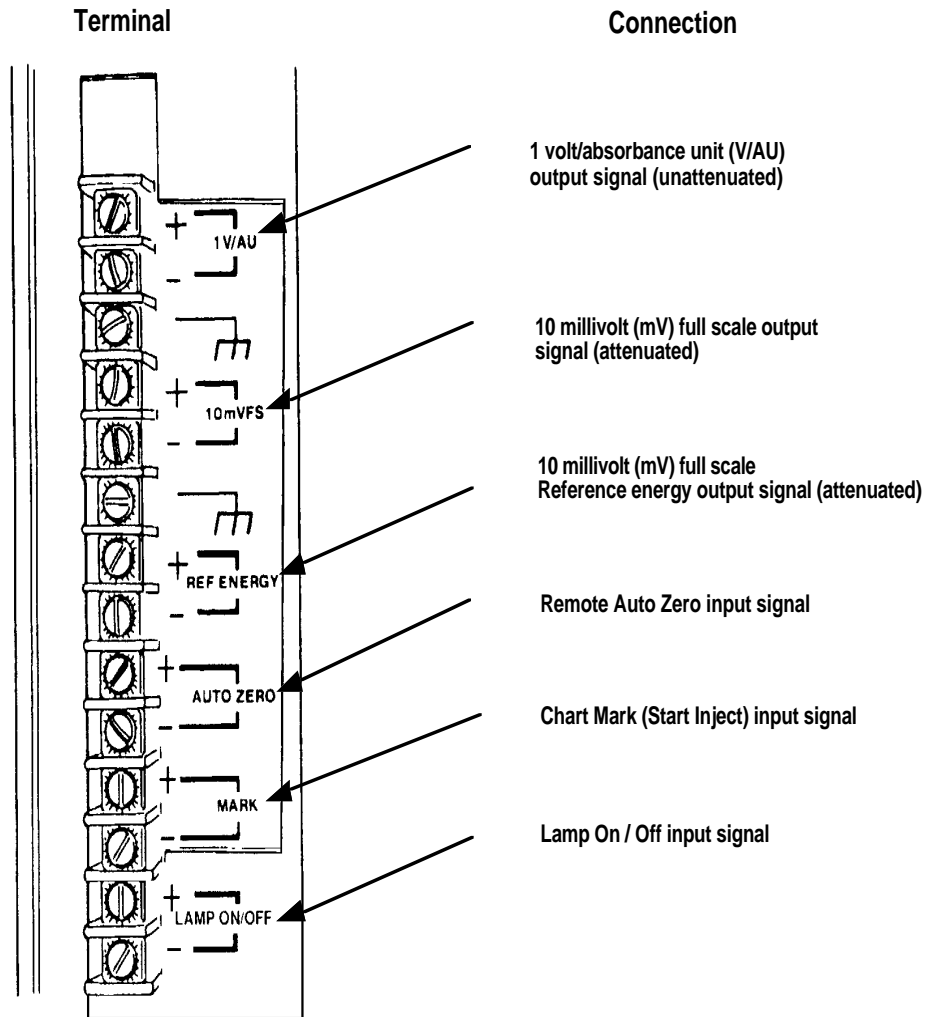 Terminal
Connection
1 volt/absorbance unit (V/AU)
output signal (unattenuated)
+
1V/AU
-
10 millivolt (mV) full scale output
signal (attenuated)
+
10mVFS
-
10 millivolt (mV) full scale
Reference energy output signal (attenuated)
+
REF ENERGY
-
Remote Auto Zero input signal
+
AUTO ZERO
-
Chart Mark (Start Inject) input signal
+
MARK
-
Lamp On / Off input signal
+
LAMP ON/OFF
-